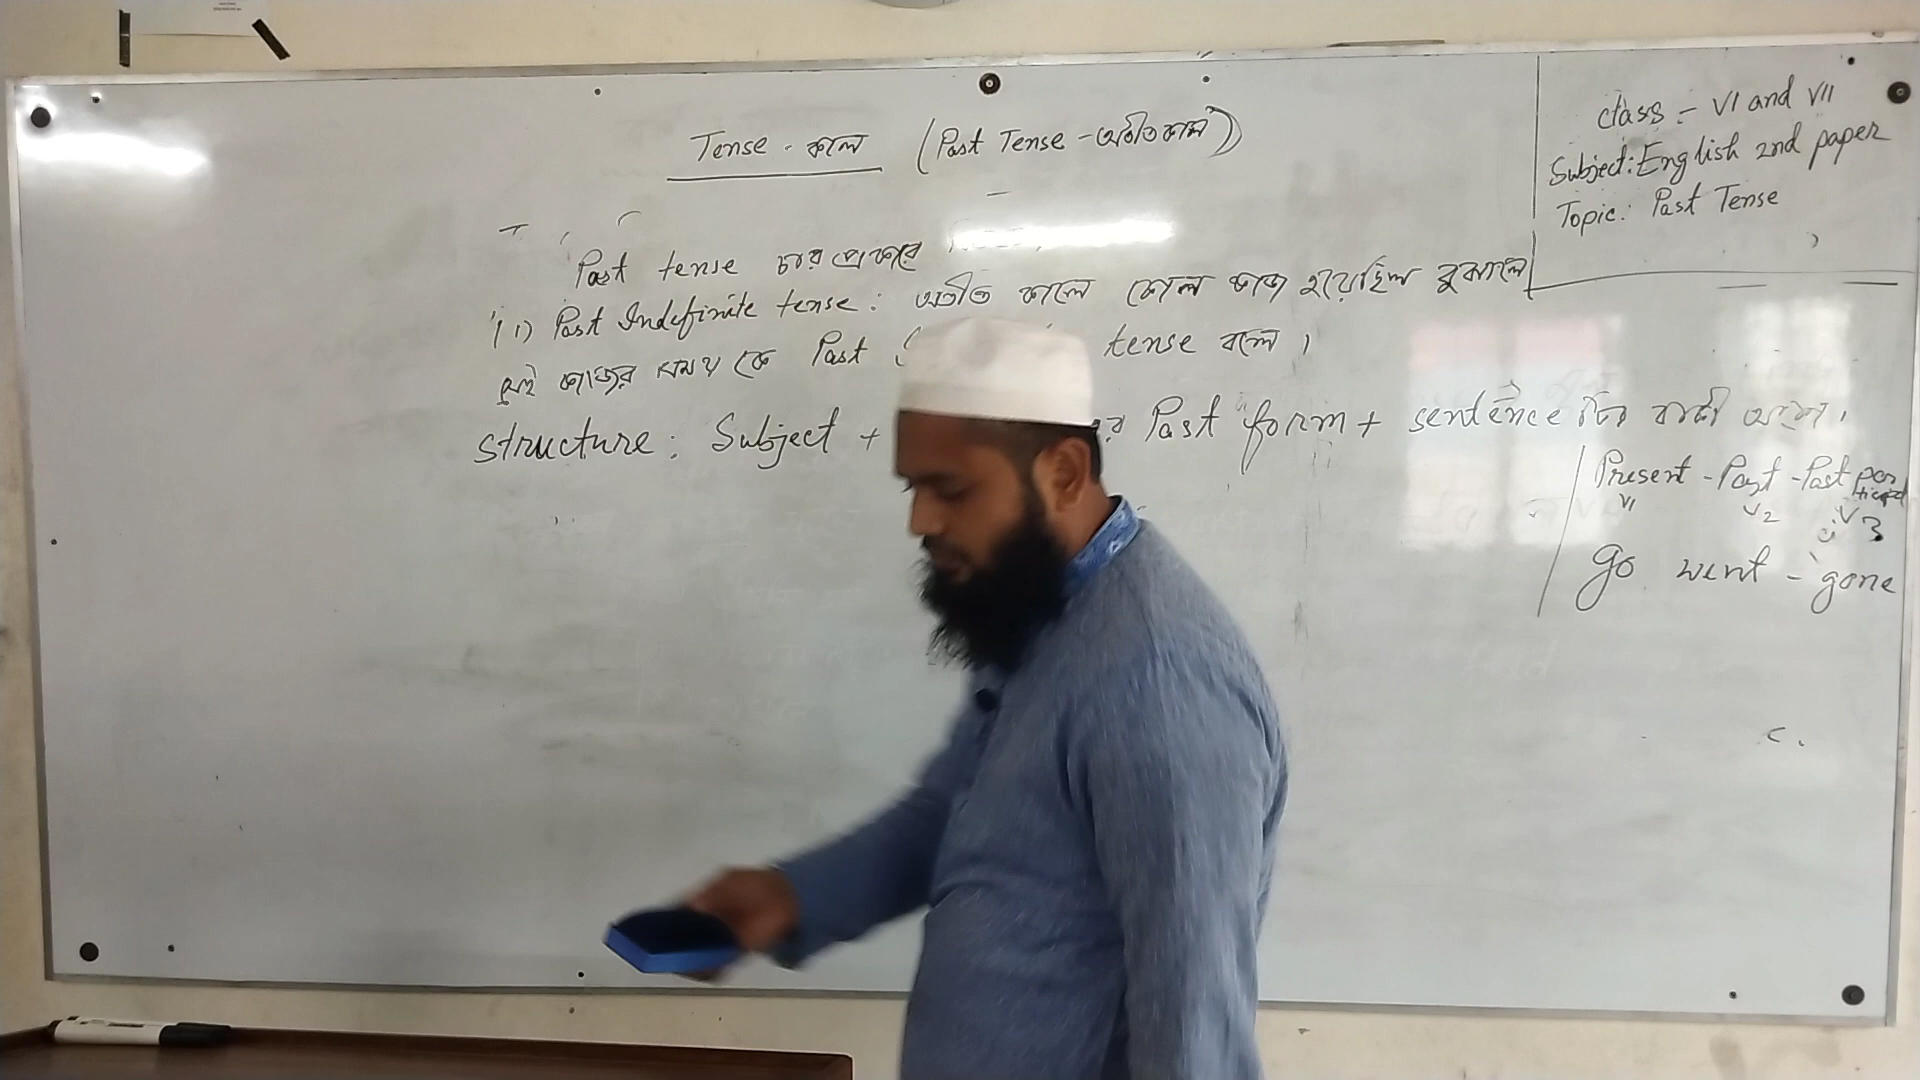 Tense - কাল (Past Tense - অতীতকাল)
class - VI and VII
Subject: English 2nd paper
Topic: Past Tense
Past tense চার প্রকার
(1) Past Indefinite tense: অতীত কালে কোন কাজ হয়েছিল বুঝালে
সেই কাজের সময় কে Past tense বলে।
structure: Subject + র Past form + sentence টির বাকী অংশ।
Present - Past - Past participle
V1 V2 V3
go went - gone